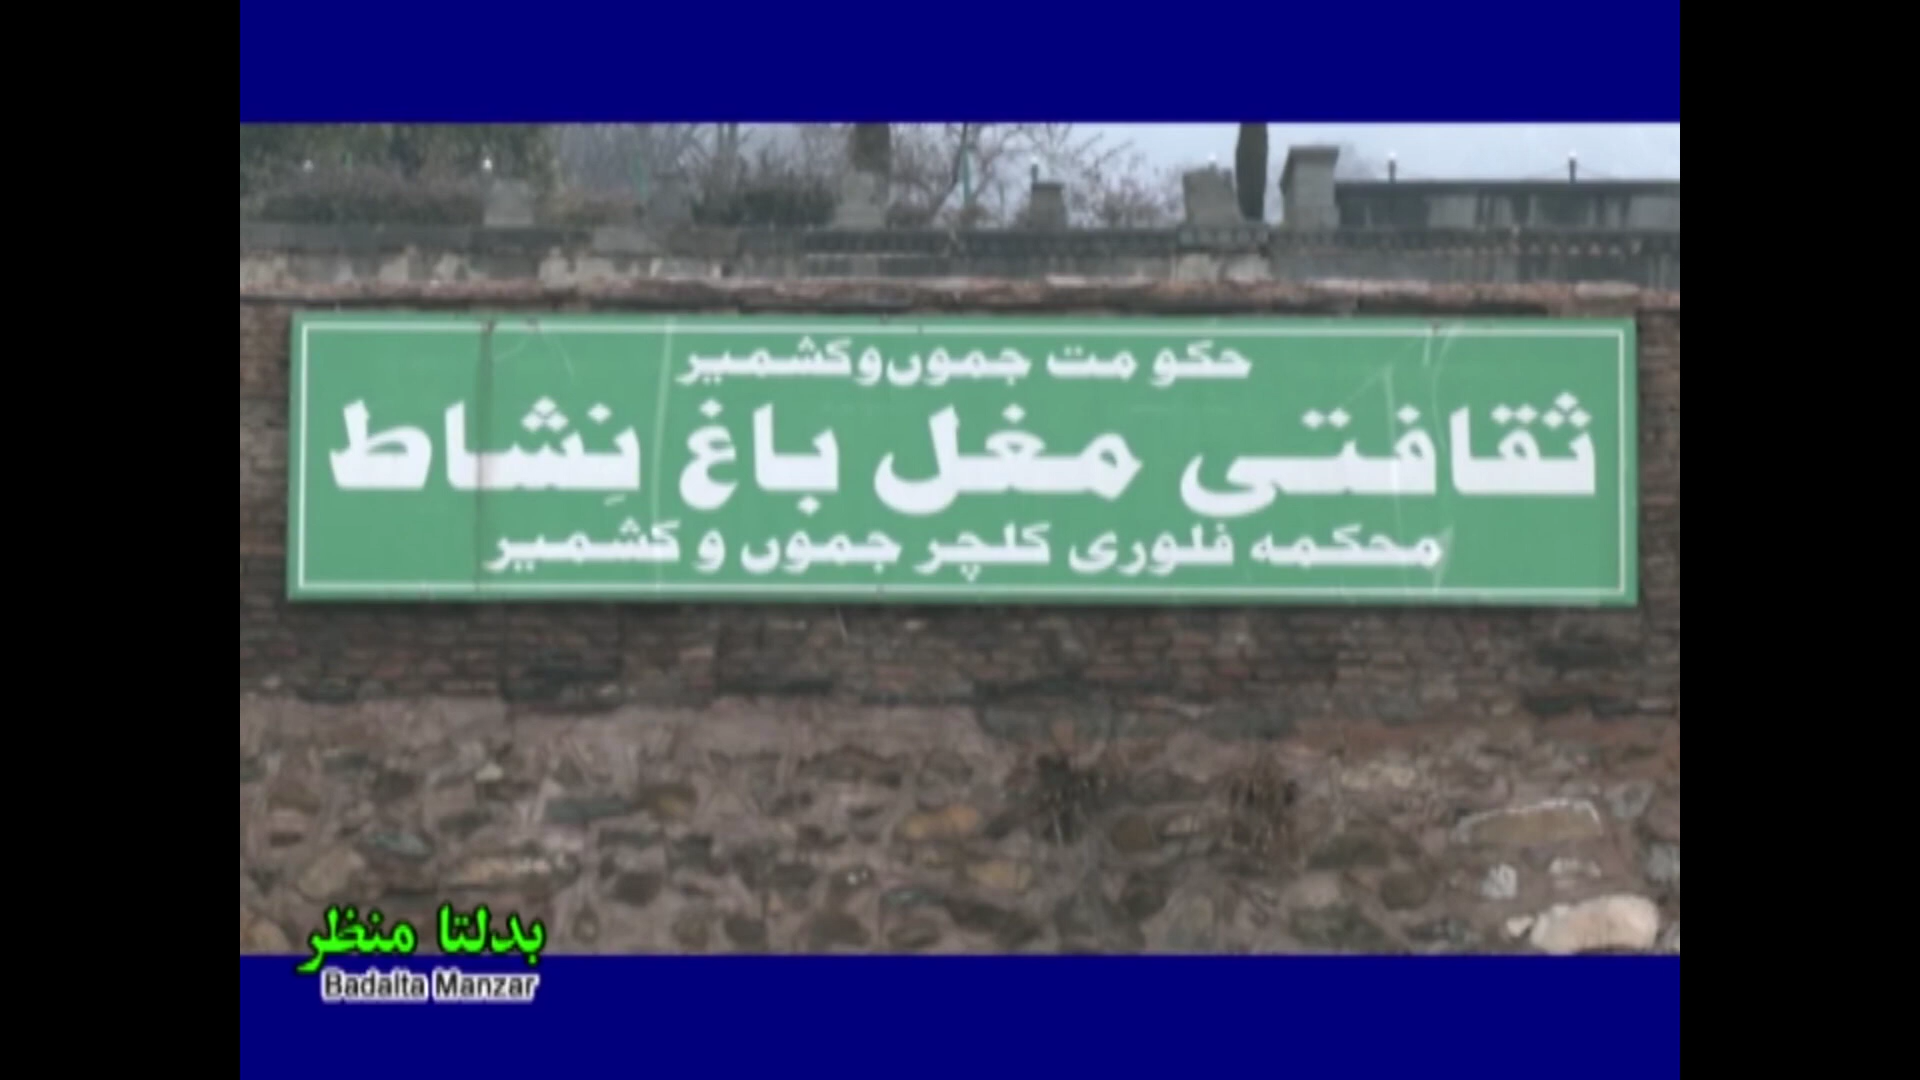 حکو مت جموں وکشمیر
ثقافتی مغل باغ نِشاط
محکمہ فلوری کلچر جموں و کشمیر
بدلتا منظر
Badalta Manzar